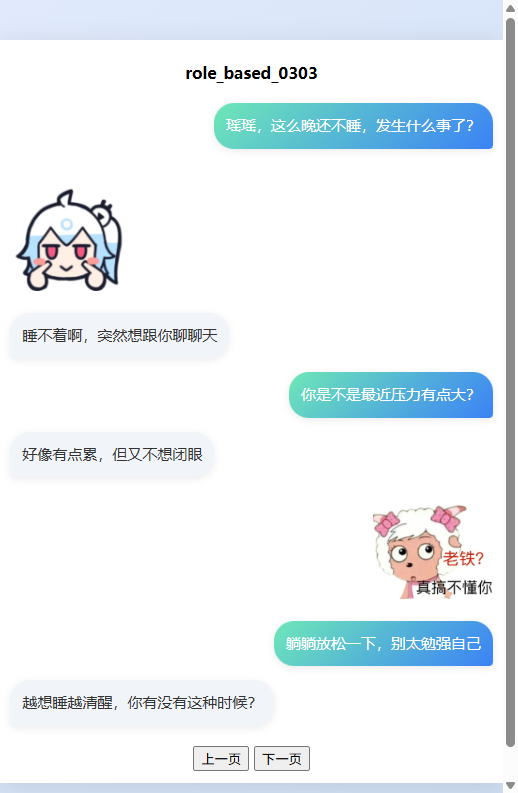 role_based_0303
瑶瑶，这么晚还不睡，发生什么事了？
睡不着啊，突然想跟你聊聊天
你是不是最近压力有点大？
好像有点累，但又不想闭眼
老铁?
真搞不懂你
躺躺放松一下，别太勉强自己
越想睡越清醒，你有没有这种时候？
上一页 下一页